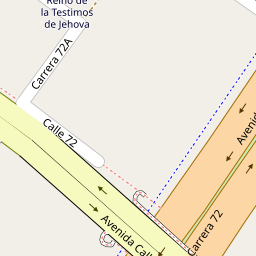 Reino de
la Testimos
de Jehova
Carrera 72A
Calle 72
Avenida
Avenida Calle
Carrera 72